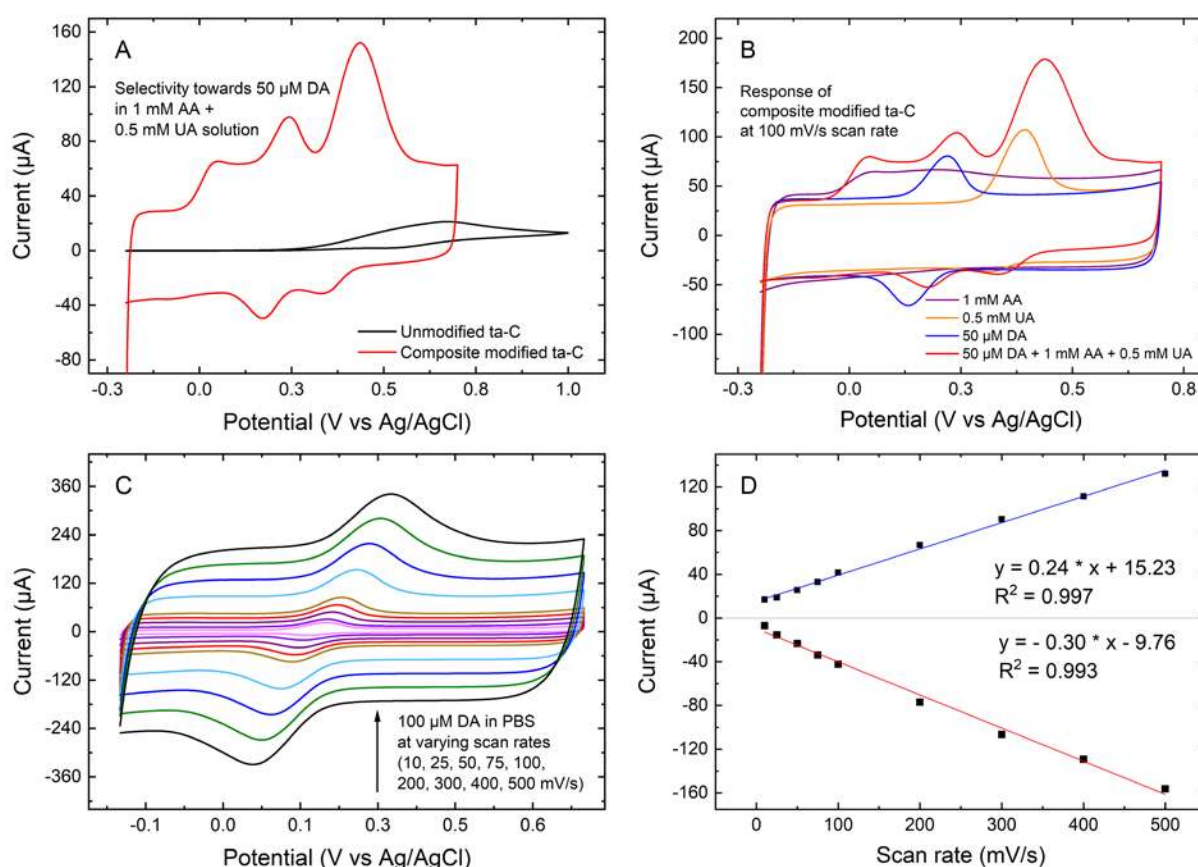 A
Selectivity towards 50 µM DA
in 1 mM AA +
0.5 mM UA solution
160
120
80
40
0
-40
-80
Current (µA)
Unmodified ta-C
Composite modified ta-C
-0.3
0.0
0.3
0.5
0.8
1.0
Potential (V vs Ag/AgCl)
B
Response of
composite modified ta-C
at 100 mV/s scan rate
200
150
100
50
0
-50
-100
Current (µA)
1 mM AA
0.5 mM UA
50 µM DA
50 µM DA + 1 mM AA + 0.5 mM UA
-0.3
0.0
0.3
0.5
0.8
Potential (V vs Ag/AgCl)
C
360
240
120
0
-120
-240
-360
Current (µA)
100 µM DA in PBS
at varying scan rates
(10, 25, 50, 75, 100,
200, 300, 400, 500 mV/s)
-0.1
0.0
0.1
0.3
0.4
0.6
Potential (V vs Ag/AgCl)
D
120
80
40
0
-40
-80
-120
-160
Current (µA)
y = 0.24 * x + 15.23
R² = 0.997
y = - 0.30 * x - 9.76
R² = 0.993
0
100
200
300
400
500
Scan rate (mV/s)